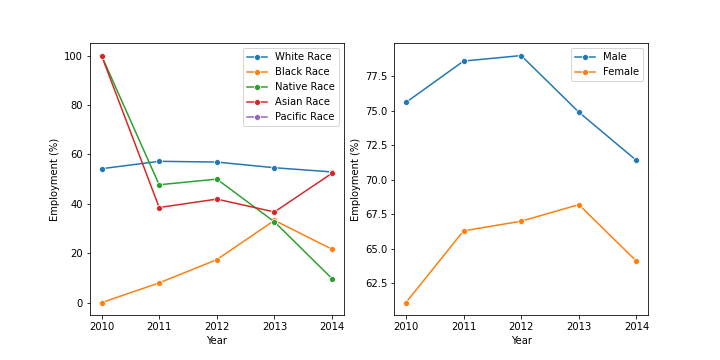 100
80
60
40
20
0
Employment (%)
2010 2011 2012 2013 2014
Year
White Race
Black Race
Native Race
Asian Race
Pacific Race
77.5
75.0
72.5
70.0
67.5
65.0
62.5
Employment (%)
2010 2011 2012 2013 2014
Year
Male
Female